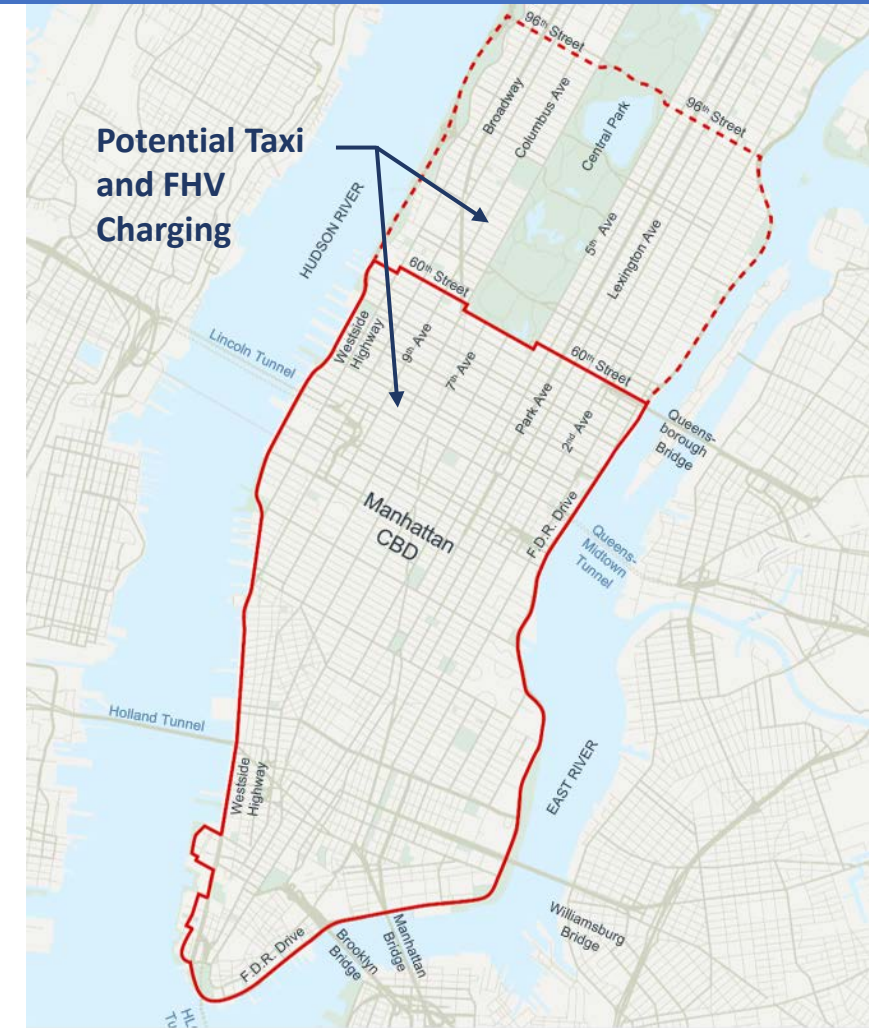 96th Street
Broadway
Columbus Ave
Central Park
96th Street
Potential Taxi
and FHV
Charging
HUDSON RIVER
5th Ave
Lexington Ave
60th Street
Westside
Highway
9th Ave
7th Ave
60th Street
Park Ave
2nd Ave
Queens-
borough
Bridge
Lincoln Tunnel
Manhattan
CBD
F.D.R. Drive
Queens-
Midtown
Tunnel
Holland Tunnel
Westside
Highway
EAST RIVER
Williamsburg
Bridge
Manhattan
Bridge
Brooklyn
Bridge
F.D.R. Drive